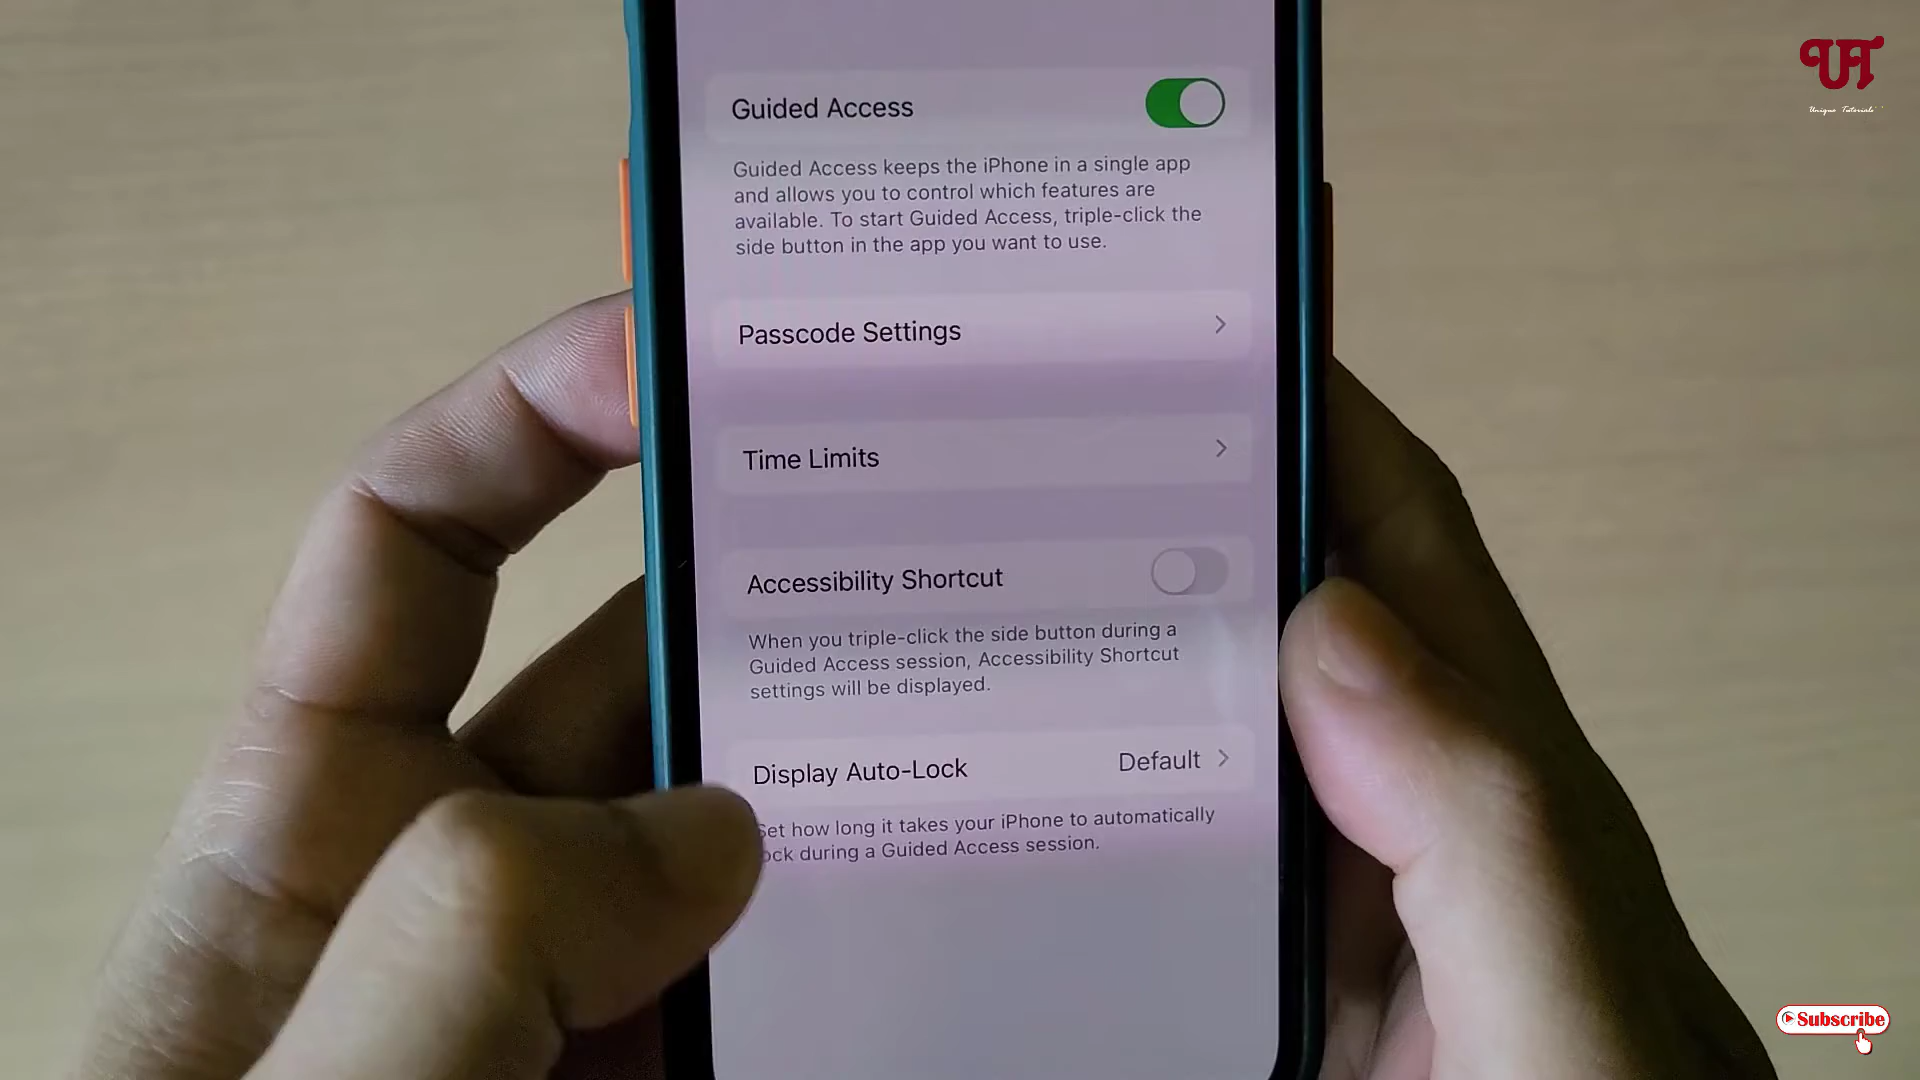 UT
Unique Tutorials
Guided Access
Guided Access keeps the iPhone in a single app
and allows you to control which features are
available. To start Guided Access, triple-click the
side button in the app you want to use.
Passcode Settings
Time Limits
Accessibility Shortcut
When you triple-click the side button during a
Guided Access session, Accessibility Shortcut
settings will be displayed.
Display Auto-Lock Default
Set how long it takes your iPhone to automatically
ock during a Guided Access session.
Subscribe